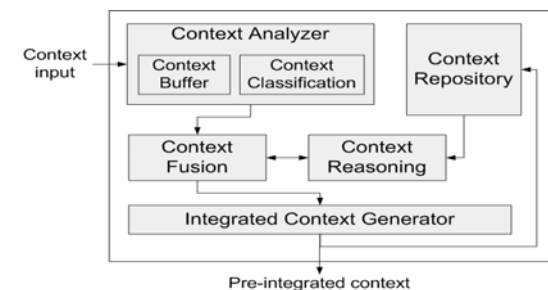 Context Analyzer
Context
input
Context
Buffer
Context
Classification
Context
Repository
Context
Fusion
Context
Reasoning
Integrated Context Generator
Pre-integrated context